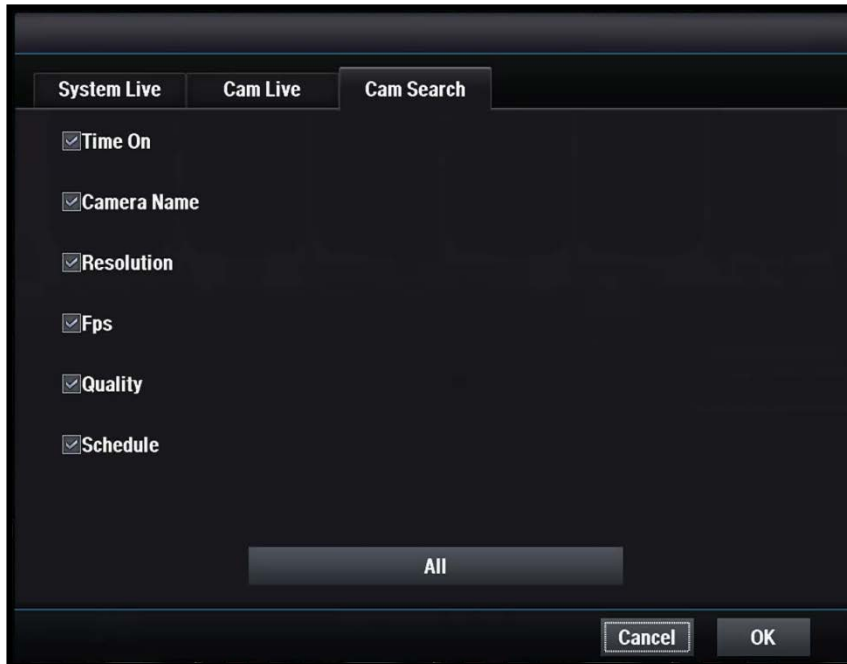 System Live Cam Live Cam Search
Time On
Camera Name
Resolution
Fps
Quality
Schedule
All
Cancel OK